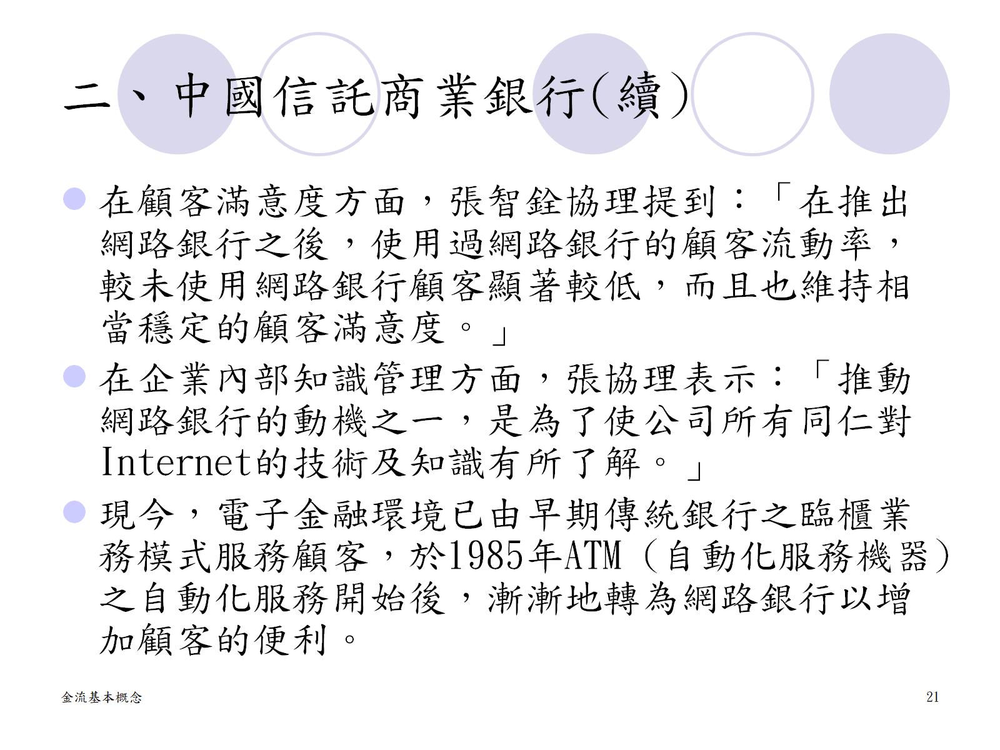 二、中國信託商業銀行(續)
在顧客滿意度方面，張智銓協理提到：「在推出
網路銀行之後，使用過網路銀行的顧客流動率，
較未使用網路銀行顧客顯著較低，而且也維持相
當穩定的顧客滿意度。」
在企業內部知識管理方面，張協理表示：「推動
網路銀行的動機之一，是為了使公司所有同仁對
Internet的技術及知識有所了解。」
現今，電子金融環境已由早期傳統銀行之臨櫃業
務模式服務顧客，於1985年ATM（自動化服務機器）
之自動化服務開始後，漸漸地轉為網路銀行以增
加顧客的便利。
金流基本概念
21